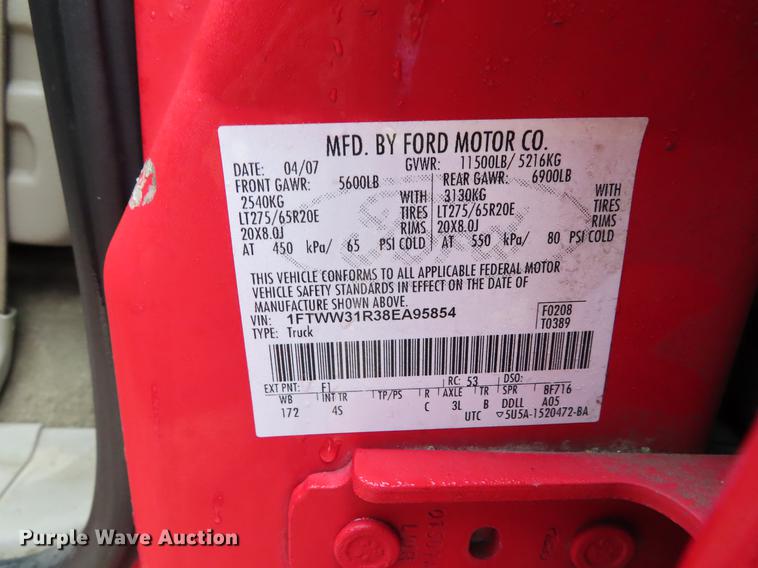 MFD. BY FORD MOTOR CO.
DATE: 04/07 GVWR: 11500LB/ 5216KG
FRONT GAWR: 5600LB REAR GAWR: 6900LB
2540KG WITH 3130KG WITH
LT275/65R20E TIRES LT275/65R20E TIRES
20X8.0J RIMS 20X8.0J RIMS
AT 450 kPa/ 65 PSI COLD AT 550 kPa/ 80 PSI COLD
THIS VEHICLE CONFORMS TO ALL APPLICABLE FEDERAL MOTOR
VEHICLE SAFETY STANDARDS IN EFFECT ON THE DATE OF
MANUFACTURE SHOWN ABOVE.
VIN: 1FTWW31R38EA95854 F0208
TYPE: Truck T0389
EXT PNT: F1 RC: 53 DSO:
WB INT TR TP/PS R AXLE TR SPR BF716
172 4S C 3L B DDLL A05
UTC 5U5A-1520472-BA
Purple Wave Auction